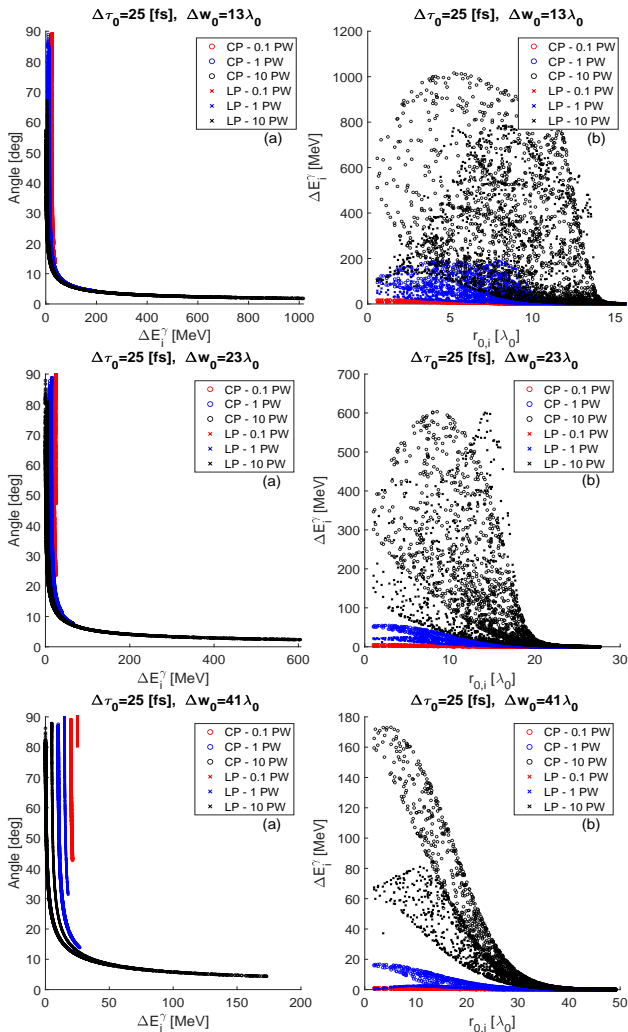 Δτ₀=25 [fs], Δw₀=13λ₀
CP - 0.1 PW
CP - 1 PW
CP - 10 PW
LP - 0.1 PW
LP - 1 PW
LP - 10 PW
(a)
Angle [deg]
90
80
70
60
50
40
30
20
10
0
0 200 400 600 800 1000
ΔE_i^γ [MeV]
Δτ₀=25 [fs], Δw₀=13λ₀
CP - 0.1 PW
CP - 1 PW
CP - 10 PW
LP - 0.1 PW
LP - 1 PW
LP - 10 PW
(b)
ΔE_i^γ [MeV]
1200
1000
800
600
400
200
0
0 5 10 15
r₀,ᵢ [λ₀]
Δτ₀=25 [fs], Δw₀=23λ₀
CP - 0.1 PW
CP - 1 PW
CP - 10 PW
LP - 0.1 PW
LP - 1 PW
LP - 10 PW
(a)
Angle [deg]
90
80
70
60
50
40
30
20
10
0
0 200 400 600
ΔE_i^γ [MeV]
Δτ₀=25 [fs], Δw₀=23λ₀
CP - 0.1 PW
CP - 1 PW
CP - 10 PW
LP - 0.1 PW
LP - 1 PW
LP - 10 PW
(b)
ΔE_i^γ [MeV]
700
600
500
400
300
200
100
0
0 10 20 30
r₀,ᵢ [λ₀]
Δτ₀=25 [fs], Δw₀=41λ₀
CP - 0.1 PW
CP - 1 PW
CP - 10 PW
LP - 0.1 PW
LP - 1 PW
LP - 10 PW
(a)
Angle [deg]
90
80
70
60
50
40
30
20
10
0
0 50 100 150 200
ΔE_i^γ [MeV]
Δτ₀=25 [fs], Δw₀=41λ₀
CP - 0.1 PW
CP - 1 PW
CP - 10 PW
LP - 0.1 PW
LP - 1 PW
LP - 10 PW
(b)
ΔE_i^γ [MeV]
180
160
140
120
100
80
60
40
20
0
0 10 20 30 40 50
r₀,ᵢ [λ₀]